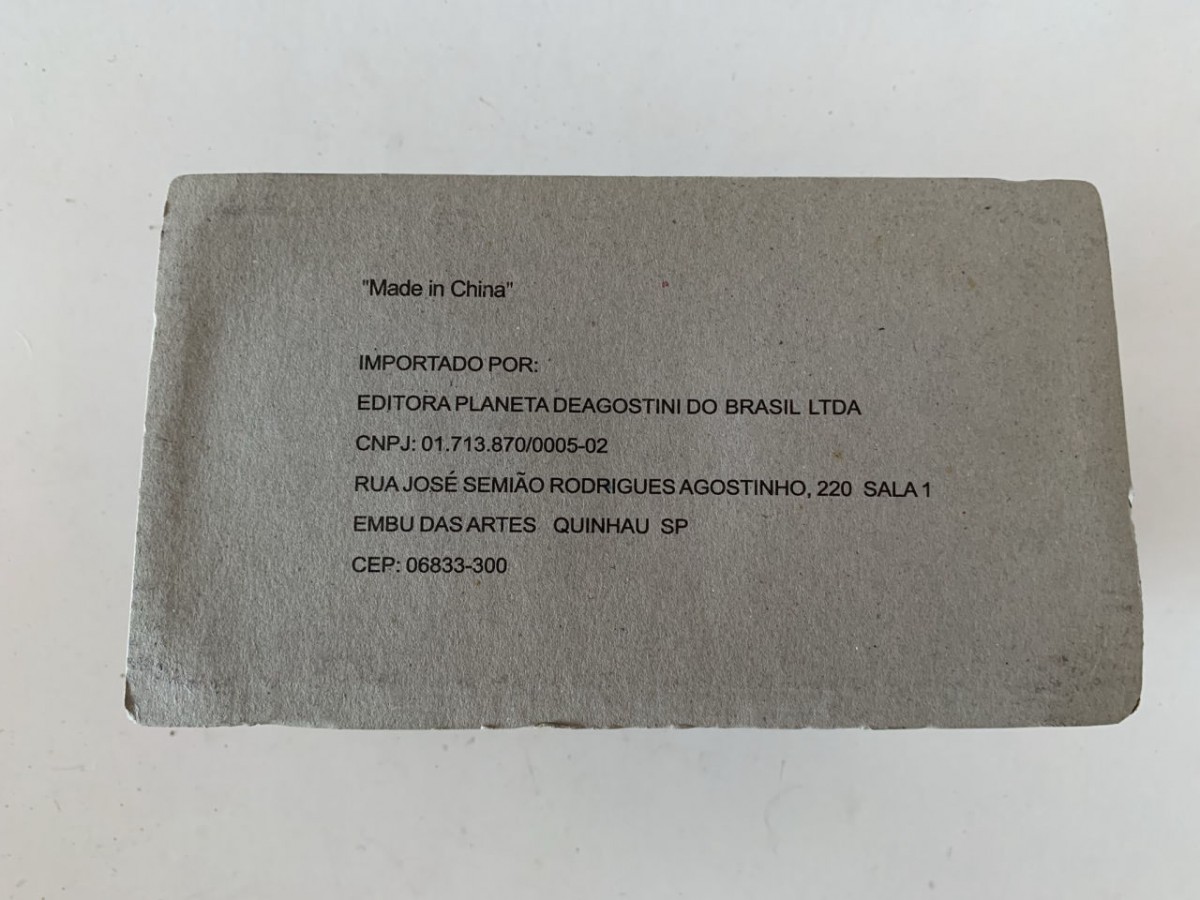 "Made in China"
IMPORTADO POR:
EDITORA PLANETA DEAGOSTINI DO BRASIL LTDA
CNPJ: 01.713.870/0005-02
RUA JOSÉ SEMIÃO RODRIGUES AGOSTINHO, 220 SALA 1
EMBU DAS ARTES QUINHAU SP
CEP: 06833-300